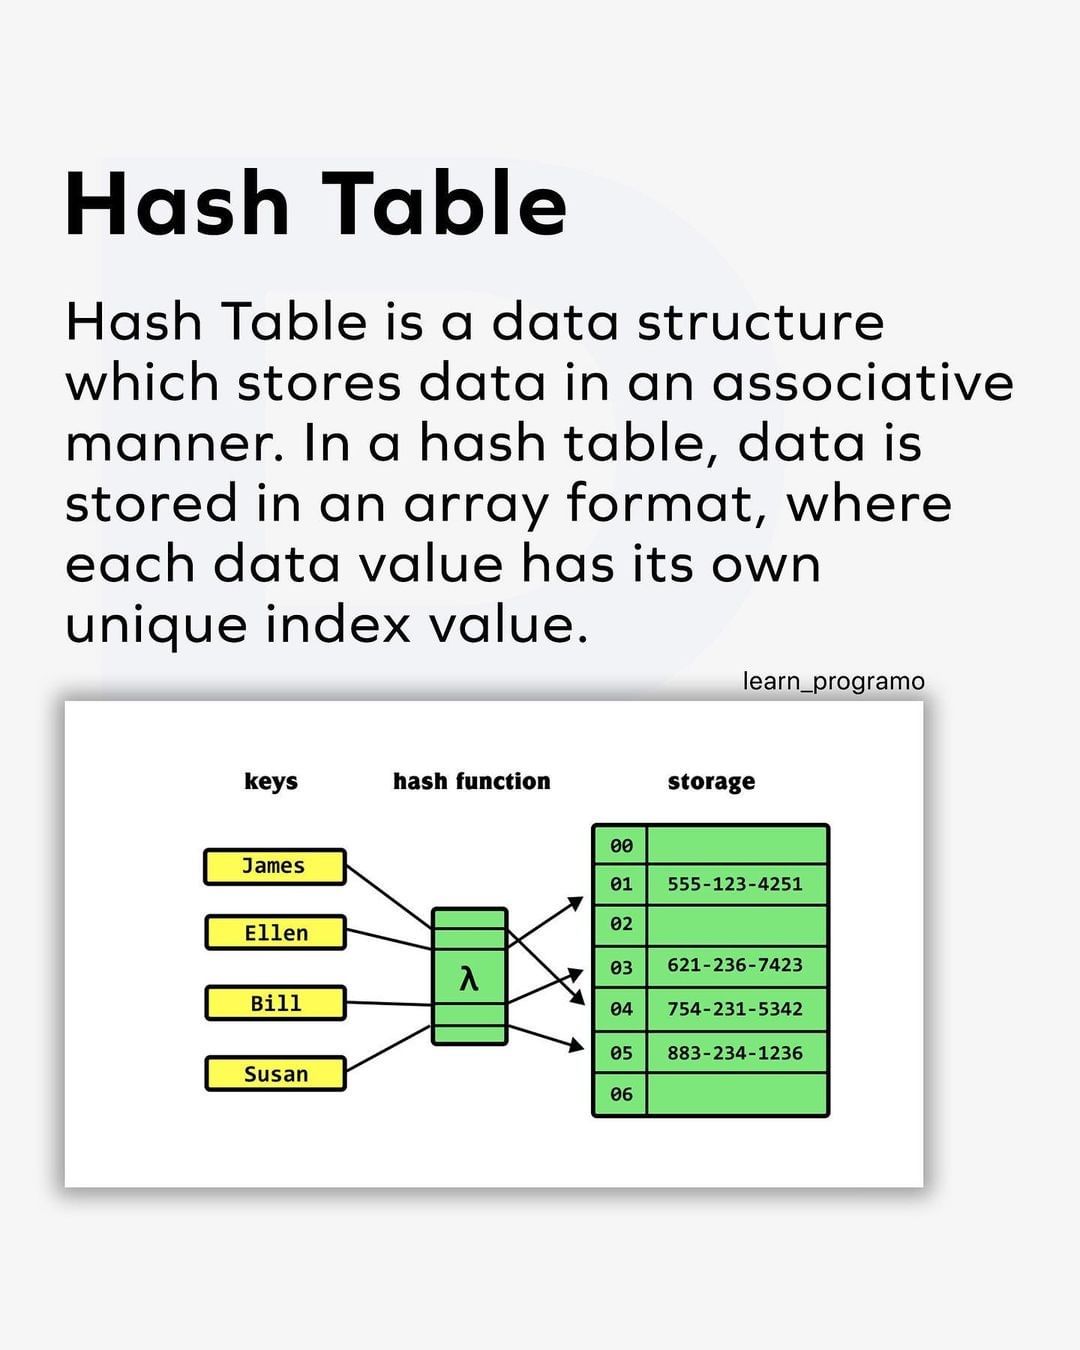 Hash Table
Hash Table is a data structure
which stores data in an associative
manner. In a hash table, data is
stored in an array format, where
each data value has its own
unique index value.
learn_programo
keys hash function storage
James
Ellen
Bill
Susan
λ
00
01 555-123-4251
02
03 621-236-7423
04 754-231-5342
05 883-234-1236
06